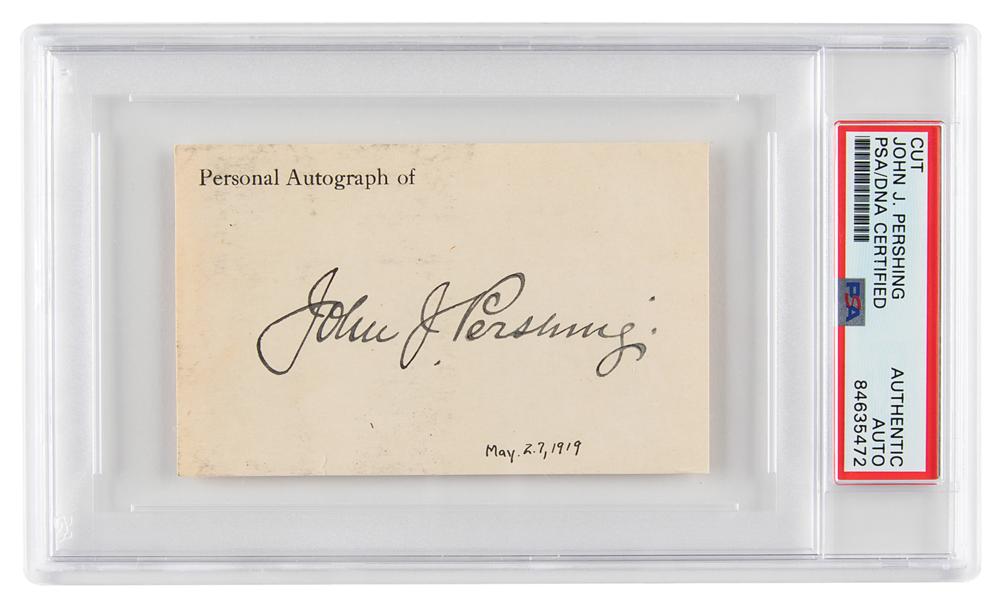 Personal Autograph of
John J. Pershing.
May. 27, 1919
CUT
JOHN J. PERSHING
PSA/DNA CERTIFIED
PSA
AUTHENTIC
AUTO
84635472